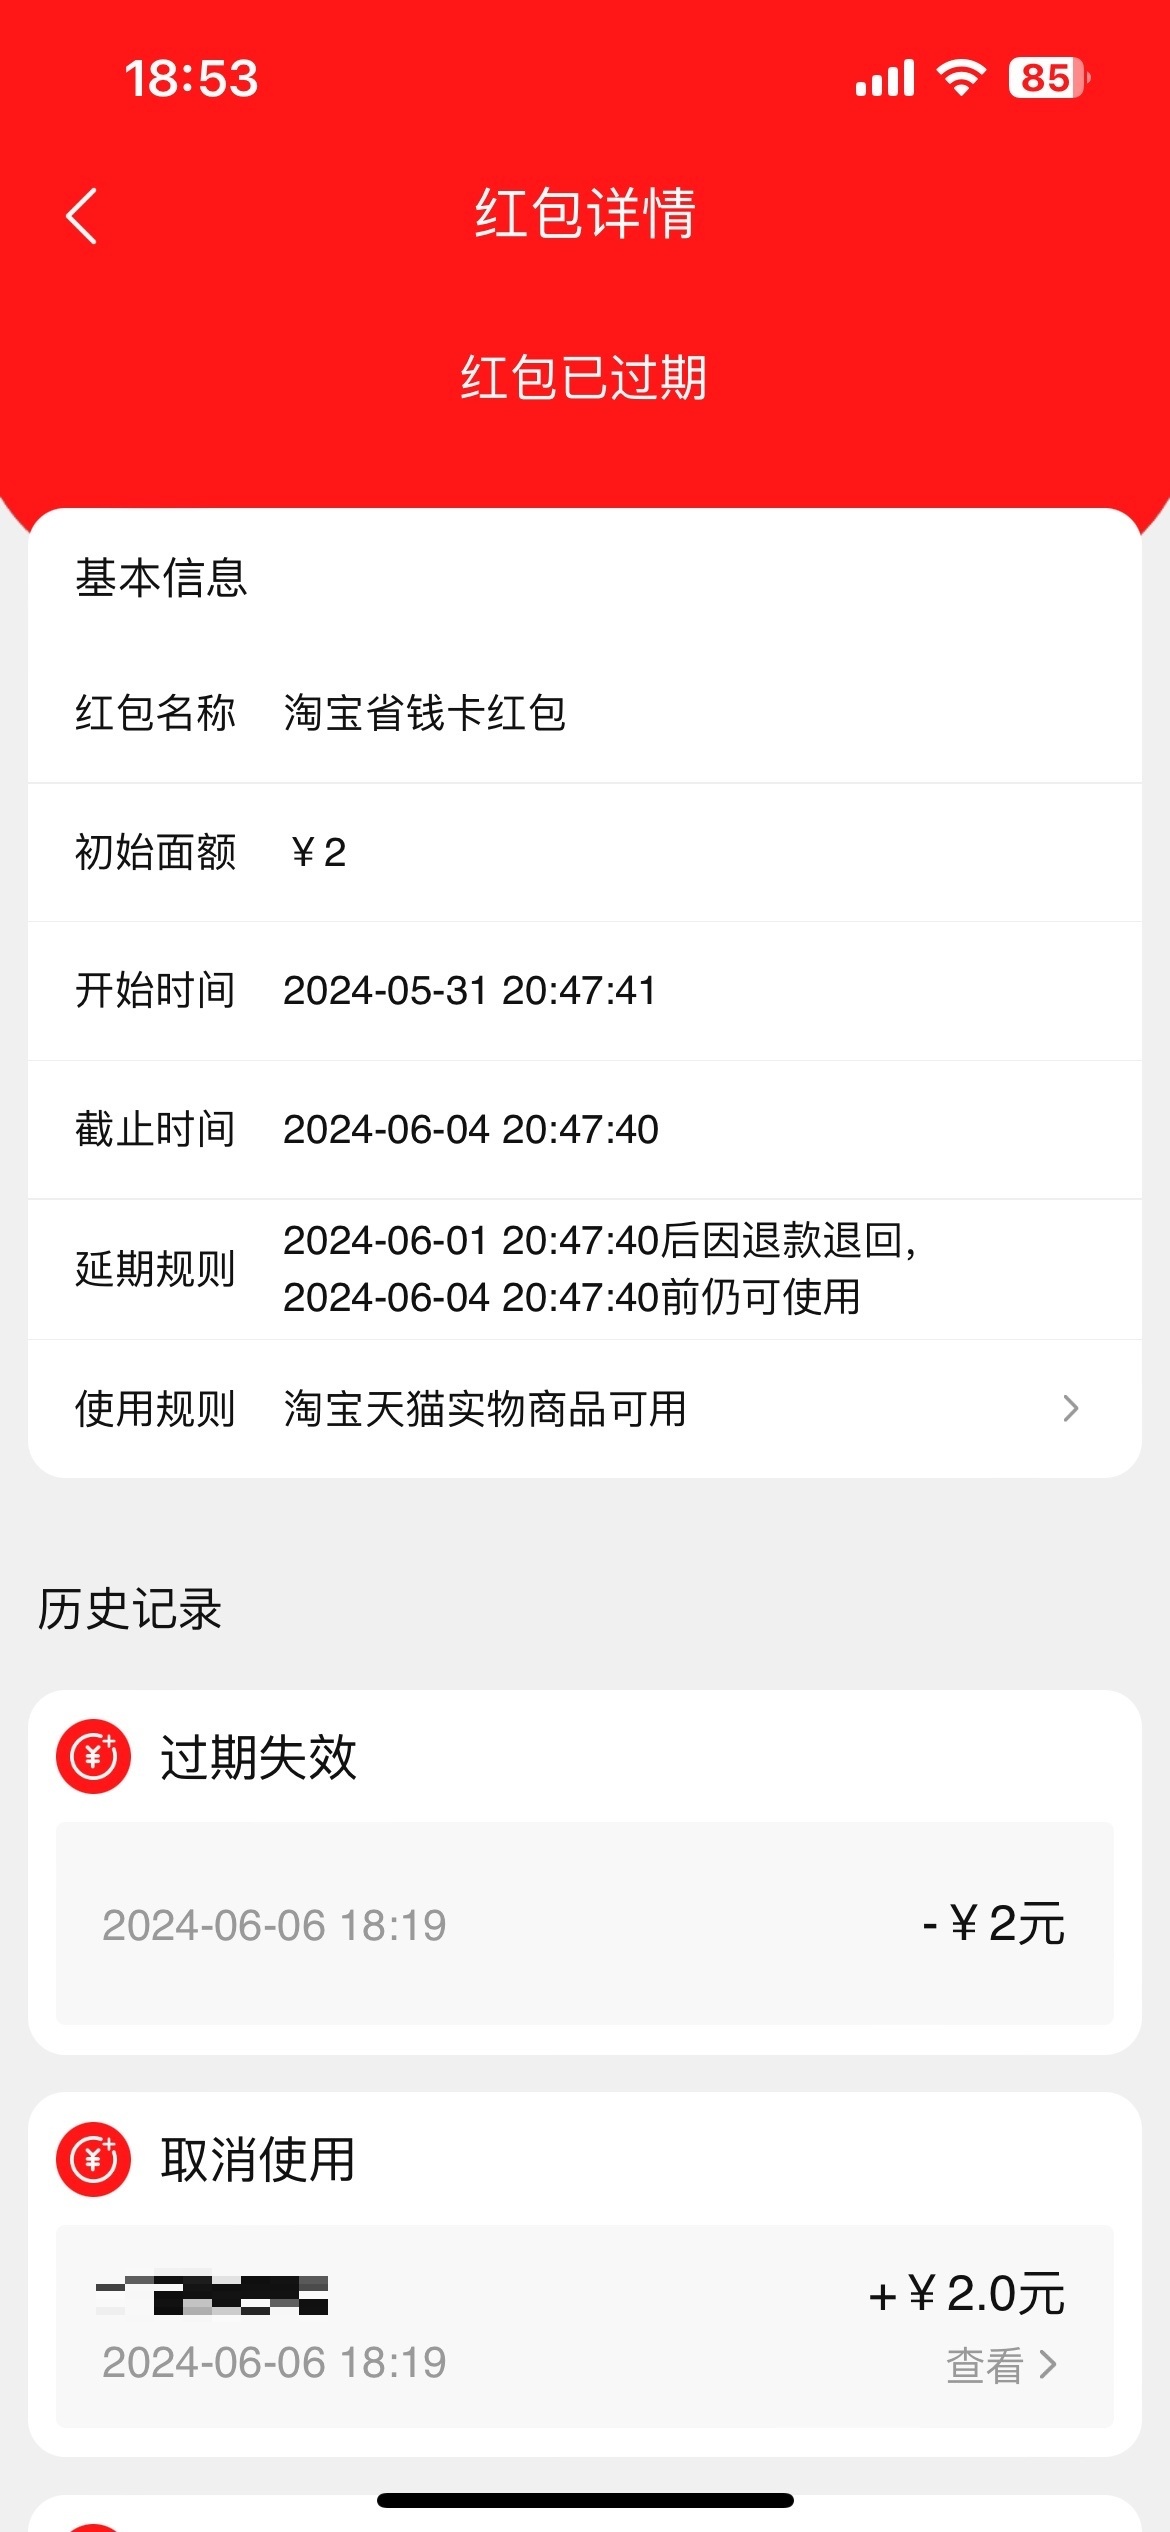 18:53
85
红包详情
红包已过期
基本信息
红包名称 淘宝省钱卡红包
初始面额 ￥2
开始时间 2024-05-31 20:47:41
截止时间 2024-06-04 20:47:40
延期规则 2024-06-01 20:47:40后因退款退回，
2024-06-04 20:47:40前仍可使用
使用规则 淘宝天猫实物商品可用
历史记录
过期失效
2024-06-06 18:19 -￥2元
取消使用
+￥2.0元
2024-06-06 18:19 查看